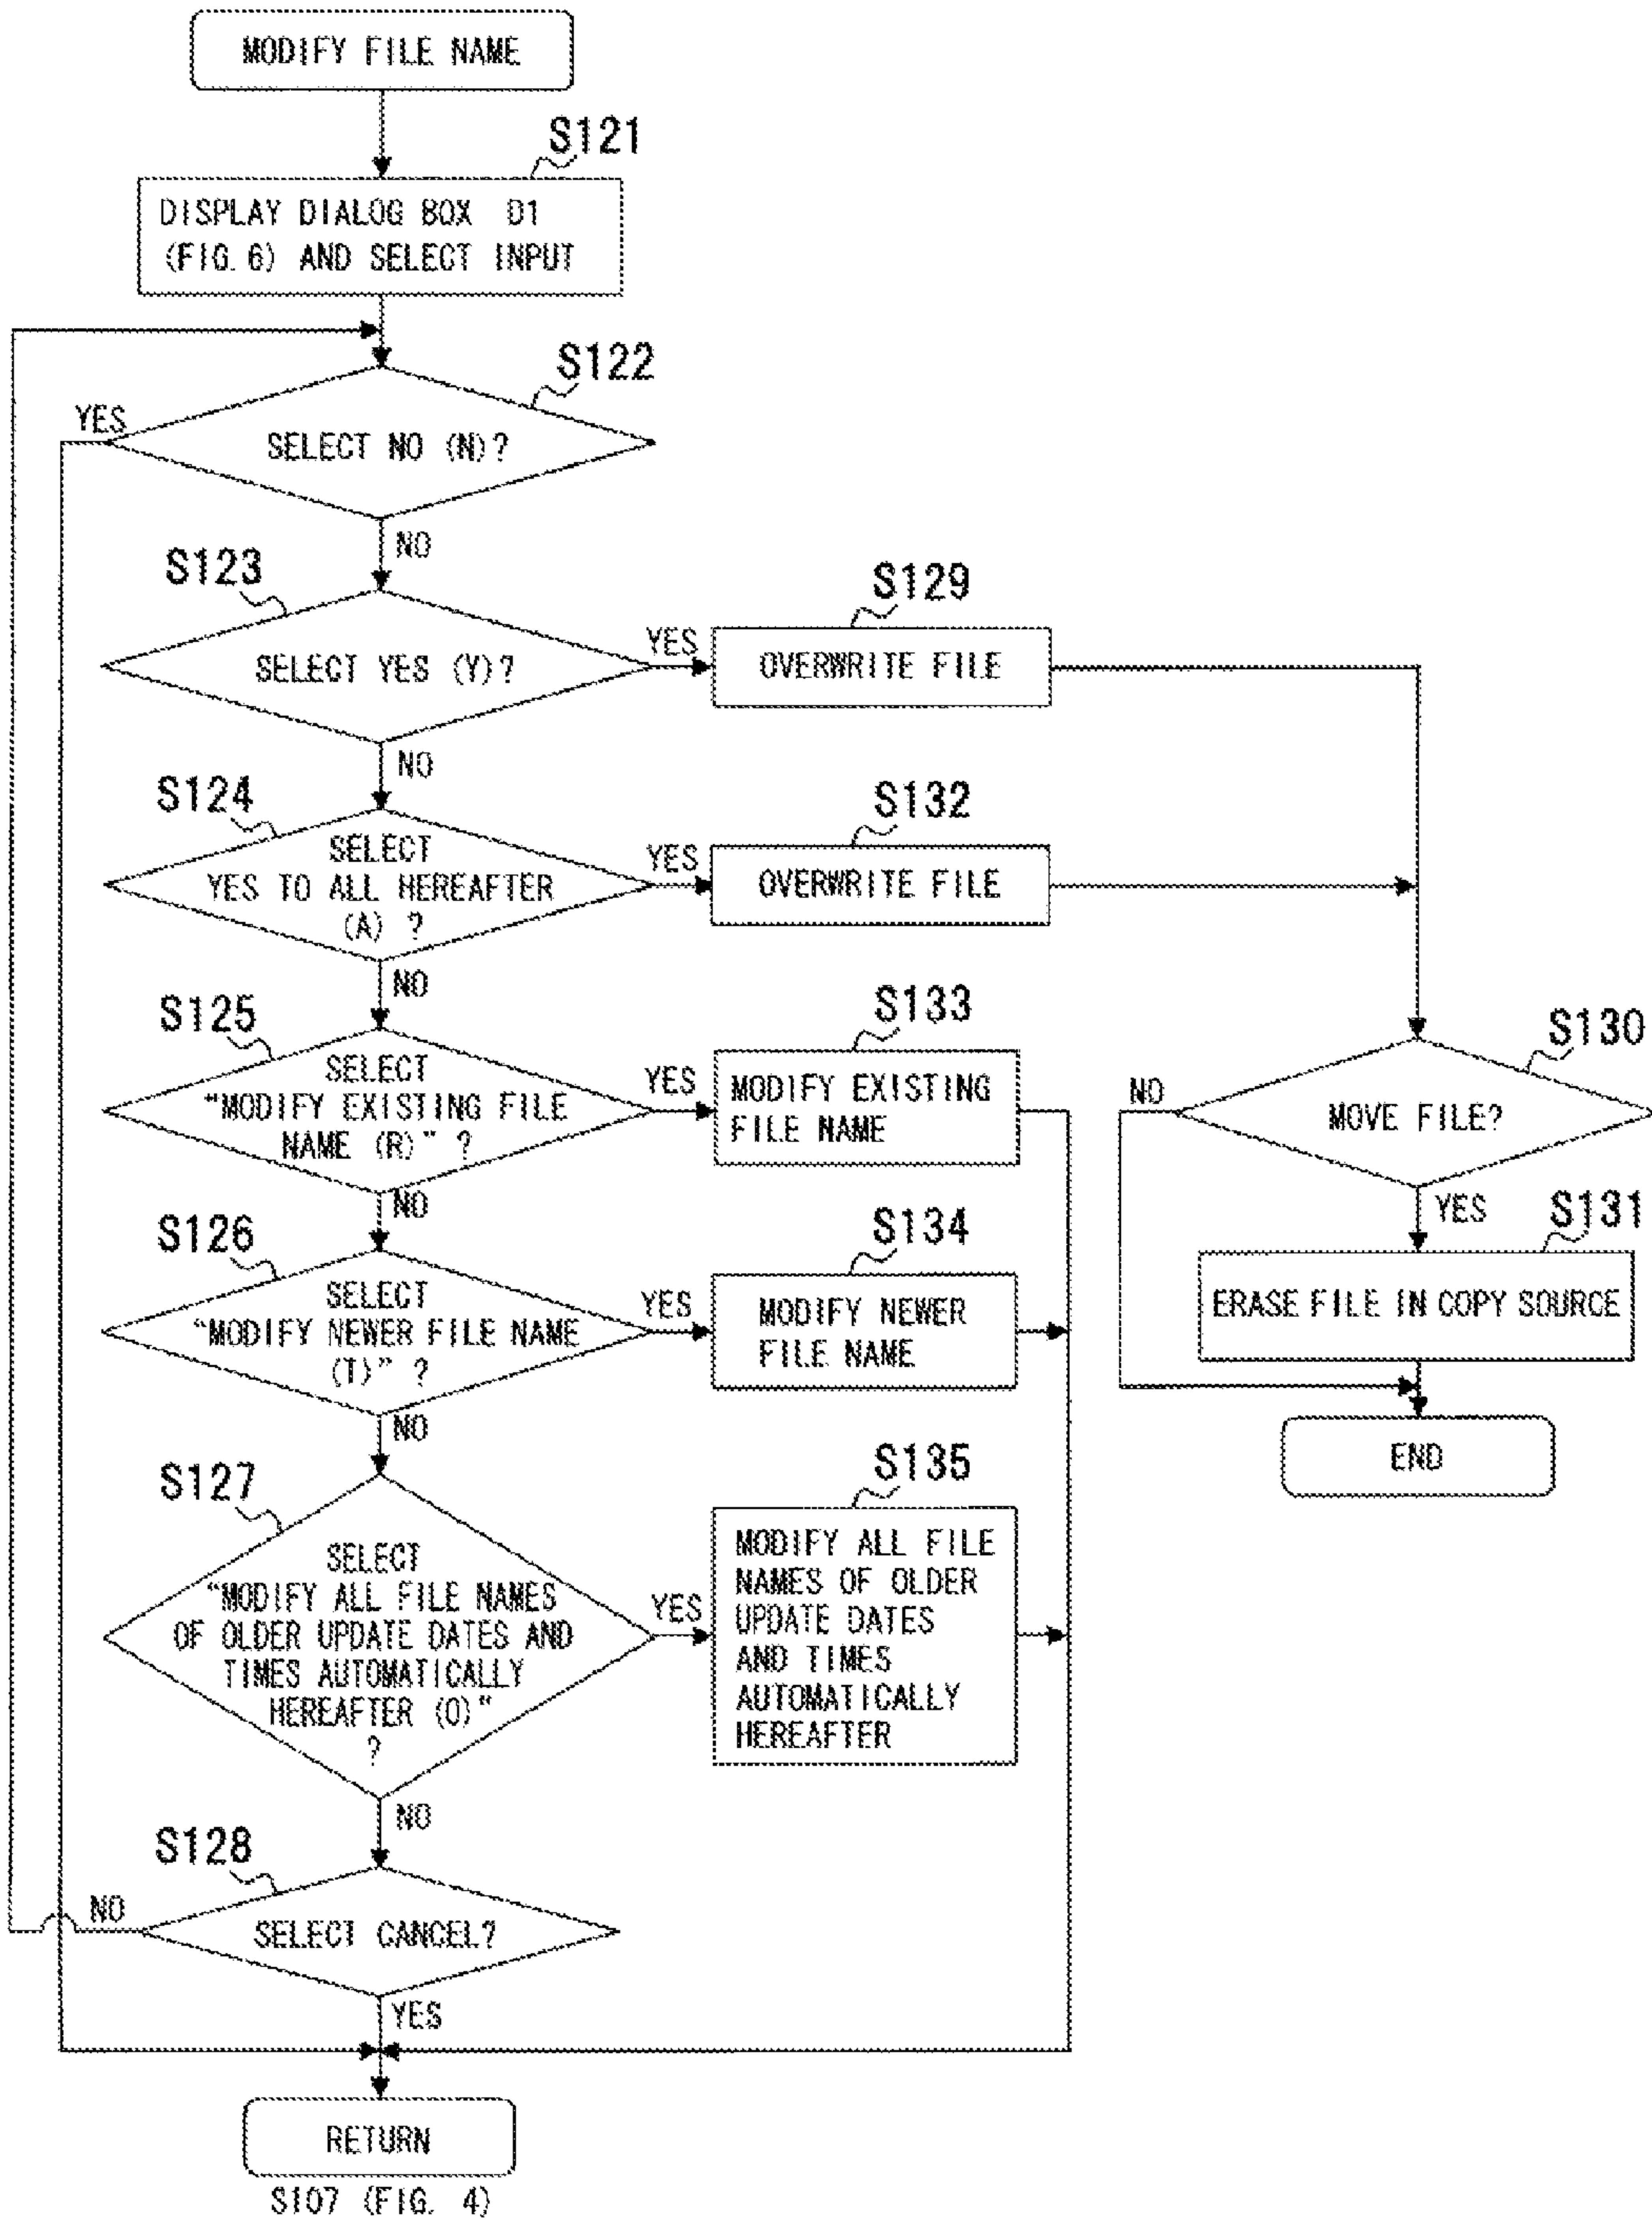 MODIFY FILE NAME
S121
DISPLAY DIALOG BOX D1
(FIG. 6) AND SELECT INPUT
S122
YES
SELECT NO (N)?
NO
S123
SELECT YES (Y)?
YES
S129
OVERWRITE FILE
NO
S124
SELECT
YES TO ALL HEREAFTER
(A) ?
YES
S132
OVERWRITE FILE
NO
S125
SELECT
"MODIFY EXISTING FILE
NAME (R)" ?
YES
S133
MODIFY EXISTING
FILE NAME
S130
NO
MOVE FILE?
YES
S131
ERASE FILE IN COPY SOURCE
END
NO
S126
SELECT
"MODIFY NEWER FILE NAME
(T)" ?
YES
S134
MODIFY NEWER
FILE NAME
NO
S127
SELECT
"MODIFY ALL FILE NAMES
OF OLDER UPDATE DATES AND
TIMES AUTOMATICALLY
HEREAFTER (O)"
?
YES
S135
MODIFY ALL FILE
NAMES OF OLDER
UPDATE DATES
AND TIMES
AUTOMATICALLY
HEREAFTER
NO
S128
NO
SELECT CANCEL?
YES
RETURN
S107 (FIG. 4)